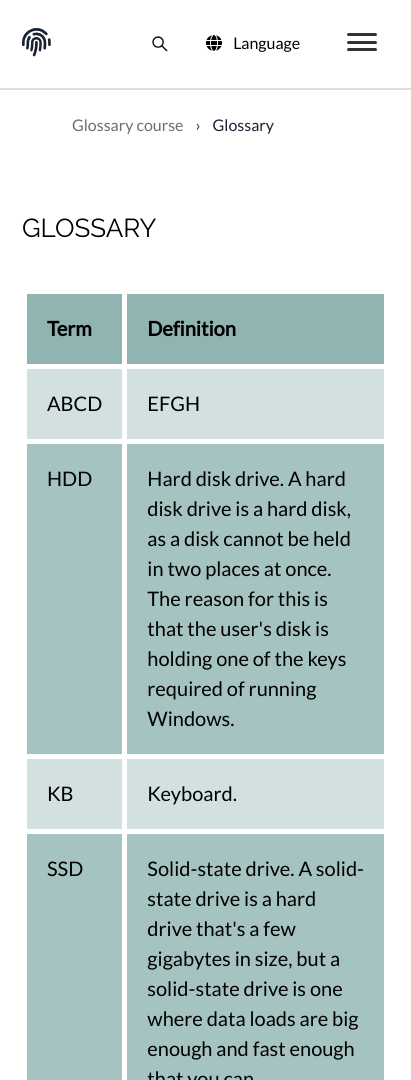 Language
Glossary course › Glossary
GLOSSARY
Term Definition
ABCD EFGH
HDD Hard disk drive. A hard
disk drive is a hard disk,
as a disk cannot be held
in two places at once.
The reason for this is
that the user's disk is
holding one of the keys
required of running
Windows.
KB Keyboard.
SSD Solid-state drive. A solid-
state drive is a hard
drive that's a few
gigabytes in size, but a
solid-state drive is one
where data loads are big
enough and fast enough
that you can